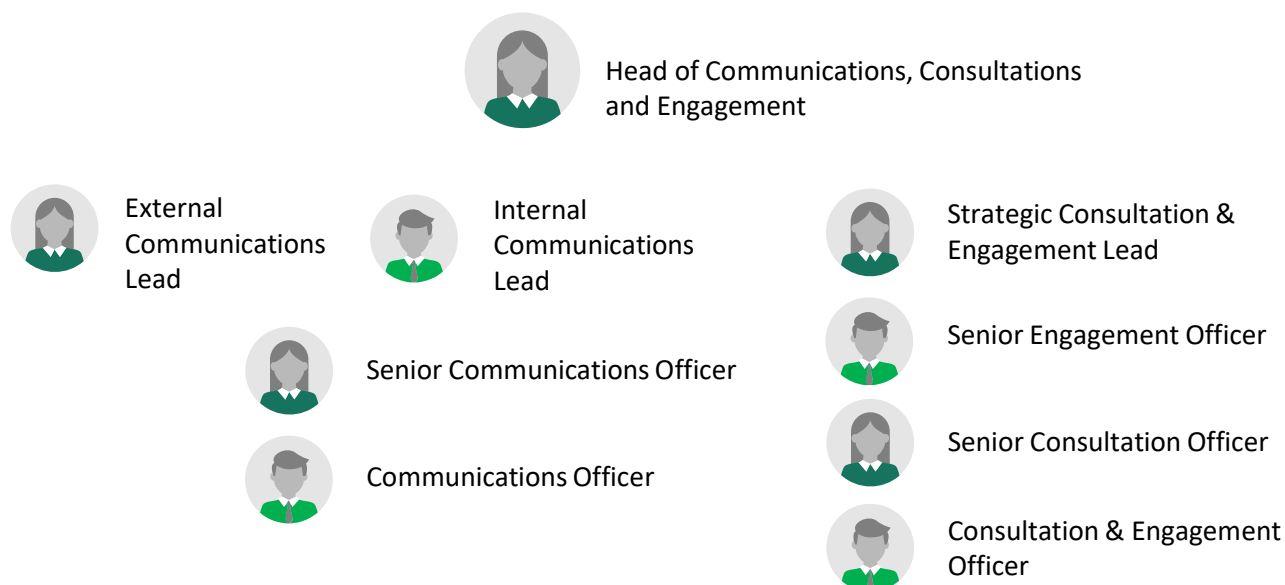 Head of Communications, Consultations
and Engagement
External
Communications
Lead
Internal
Communications
Lead
Senior Communications Officer
Communications Officer
Strategic Consultation &
Engagement Lead
Senior Engagement Officer
Senior Consultation Officer
Consultation & Engagement
Officer